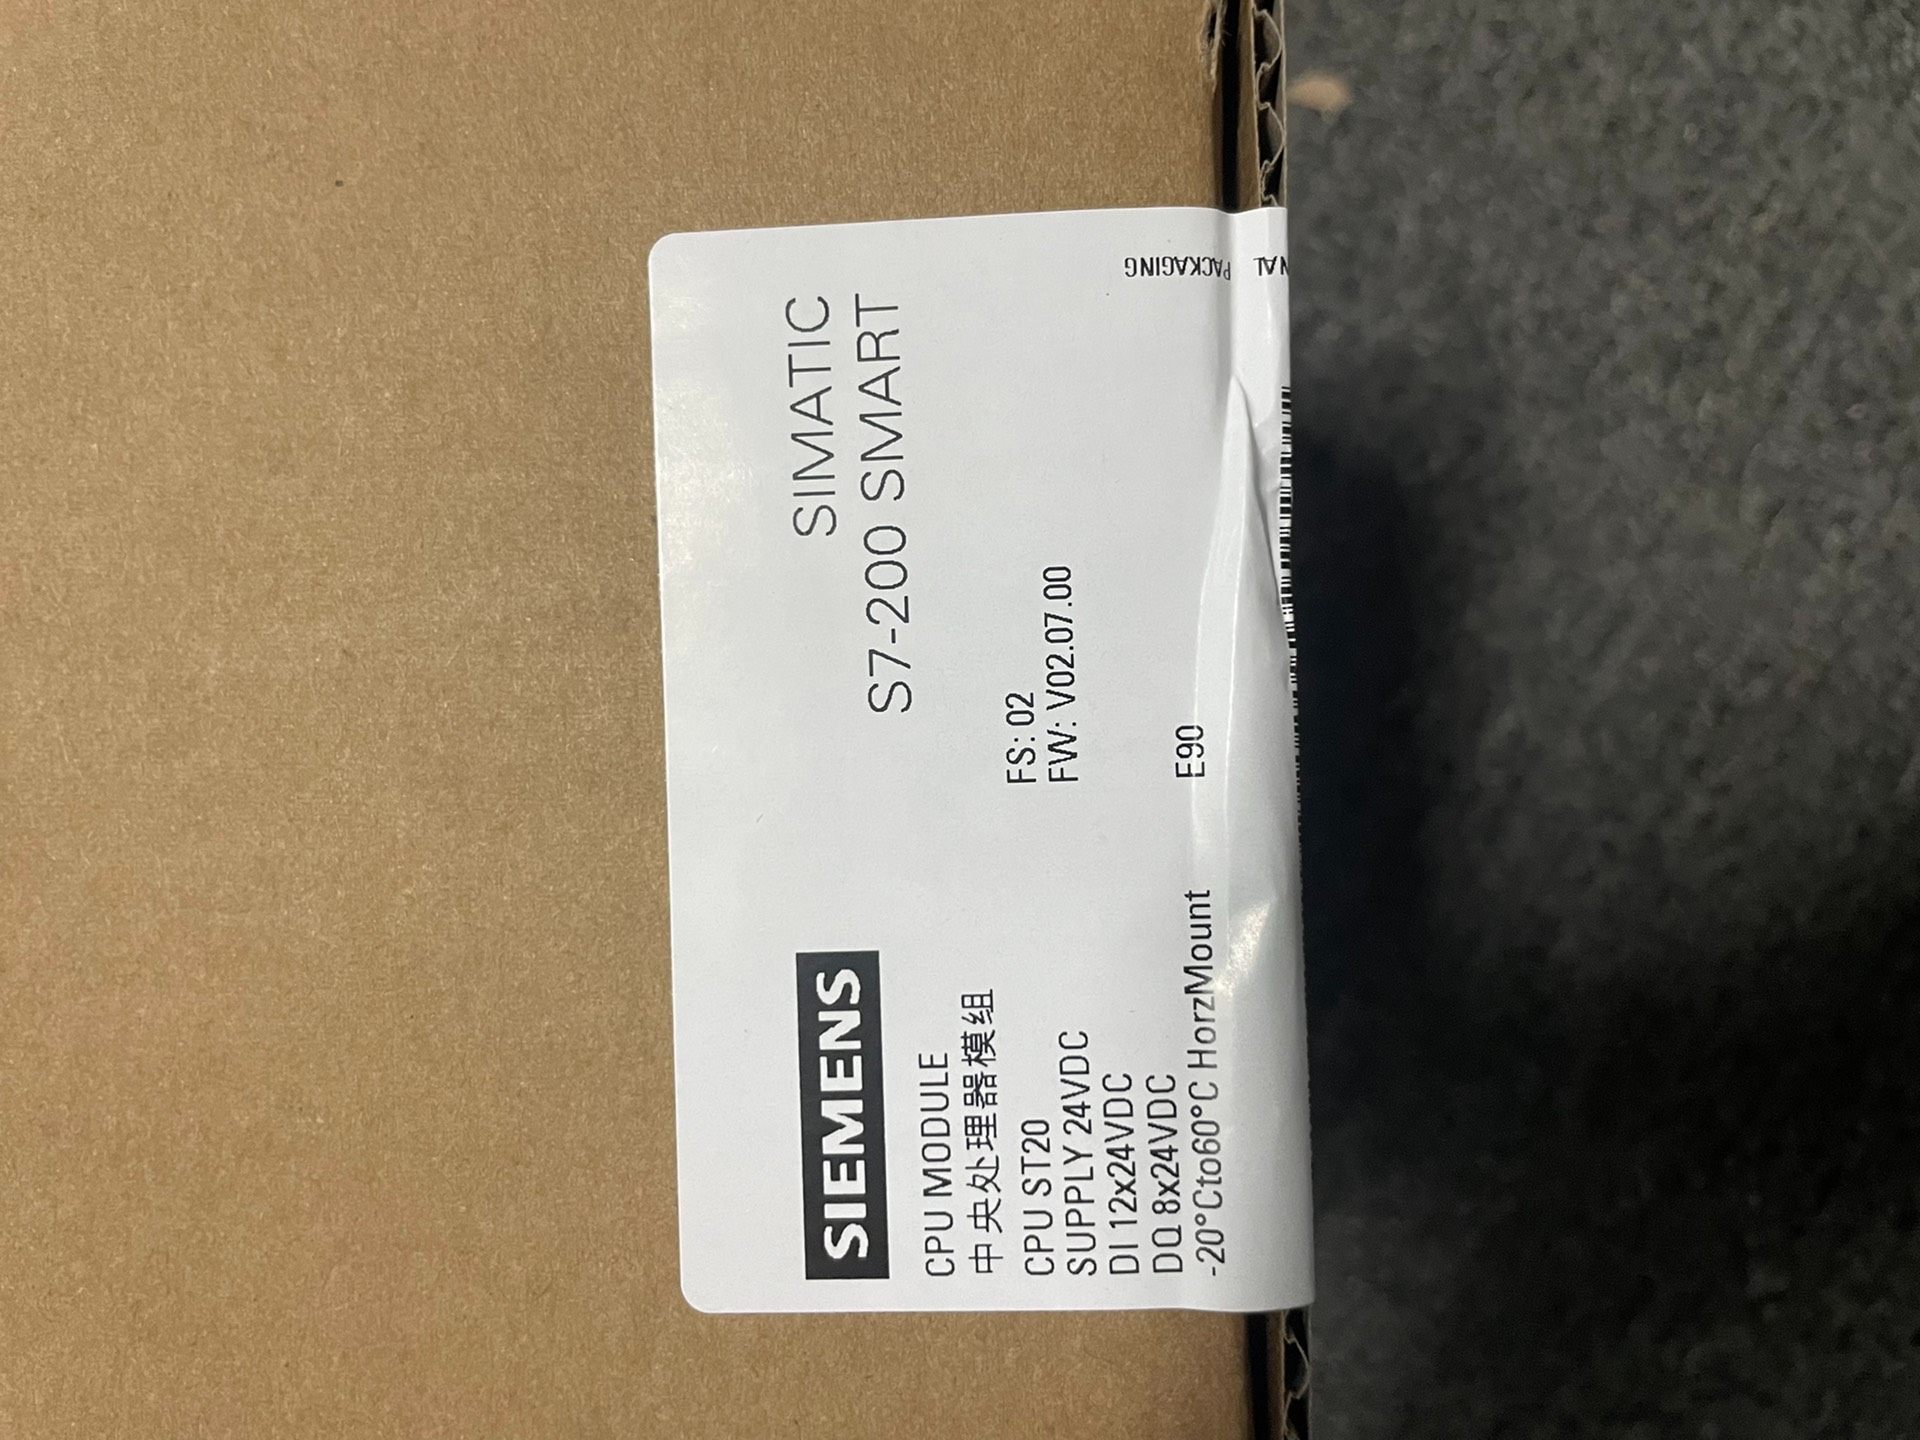 SIEMENS
SIMATIC
S7-200 SMART
CPU MODULE
中央处理器模组
CPU ST20
SUPPLY 24VDC
DI 12x24VDC
DQ 8x24VDC
-20°Cto60°C HorzMount
FS: 02
FW: V02.07.00
E90
PACKAGING